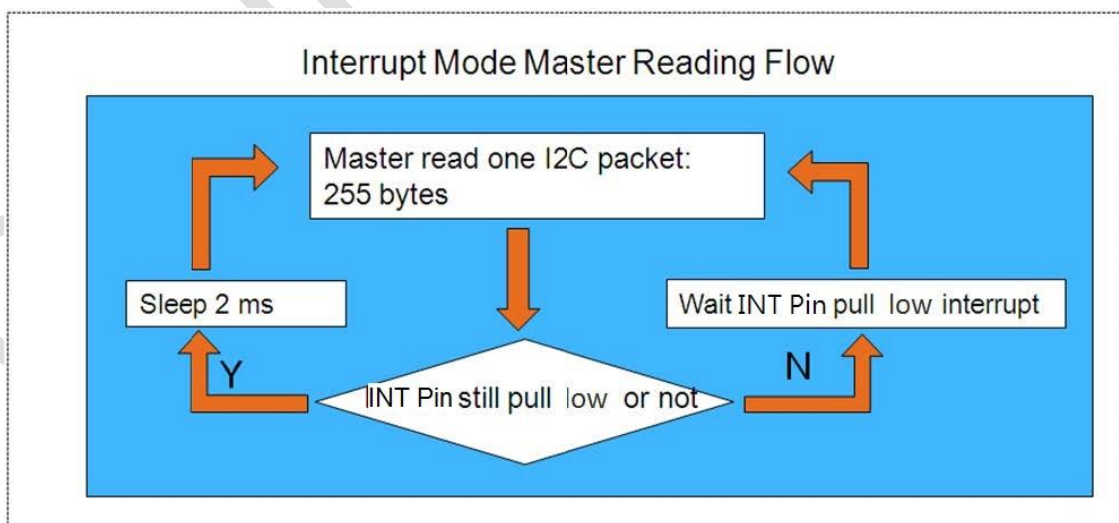 Interrupt Mode Master Reading Flow
Master read one I2C packet:
255 bytes
Sleep 2 ms
Wait INT Pin pull low interrupt
Y
INT Pin still pull low or not
N